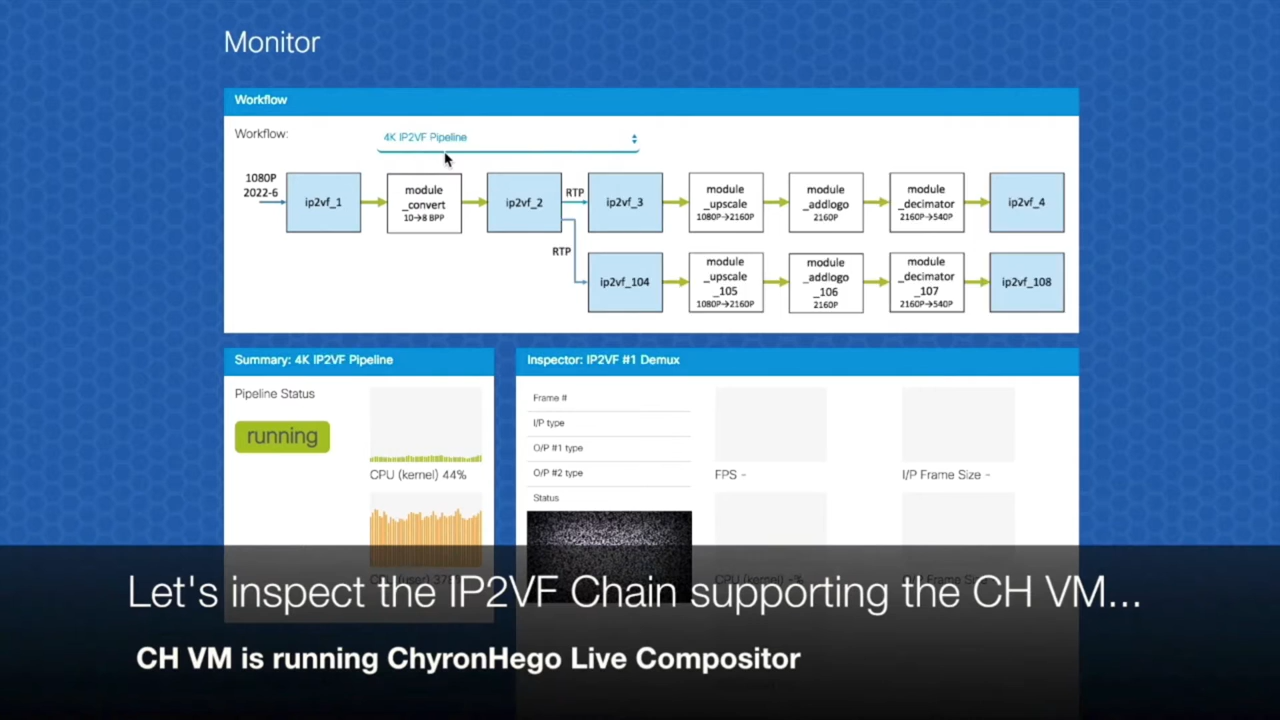 Monitor
Workflow
Workflow:
4K IP2VF Pipeline
1080P
2022-6
ip2vf_1
module
_convert
10→8 BPP
ip2vf_2
RTP
ip2vf_3
module
_upscale
1080P→2160P
module
_addlogo
2160P
module
_decimator
2160P→540P
ip2vf_4
RTP
ip2vf_104
module
_upscale
_105
1080P→2160P
module
_addlogo
_106
2160P
module
_decimator
_107
2160P→540P
ip2vf_108
Summary: 4K IP2VF Pipeline
Pipeline Status
running
CPU (kernel) 44%
Inspector: IP2VF #1 Demux
Frame #
I/P type
O/P #1 type
O/P #2 type
Status
FPS -
I/P Frame Size -
Let's inspect the IP2VF Chain supporting the CH VM...
CH VM is running ChyronHego Live Compositor